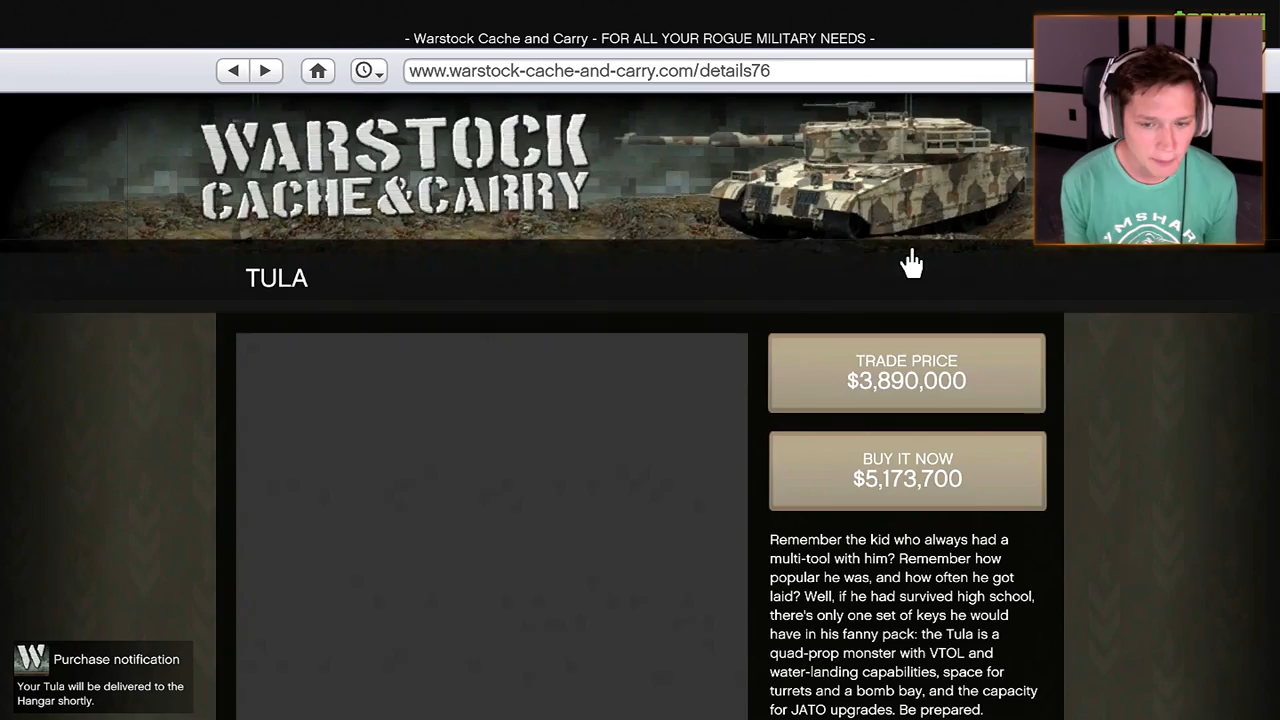 - Warstock Cache and Carry - FOR ALL YOUR ROGUE MILITARY NEEDS -
www.warstock-cache-and-carry.com/details76
WARSTOCK
CACHE & CARRY
YMSHAR
TULA
TRADE PRICE
$3,890,000
BUY IT NOW
$5,173,700
Remember the kid who always had a
multi-tool with him? Remember how
popular he was, and how often he got
laid? Well, if he had survived high school,
there's only one set of keys he would
have in his fanny pack: the Tula is a
quad-prop monster with VTOL and
water-landing capabilities, space for
turrets and a bomb bay, and the capacity
for JATO upgrades. Be prepared.
W Purchase notification
Your Tula will be delivered to the
Hangar shortly.